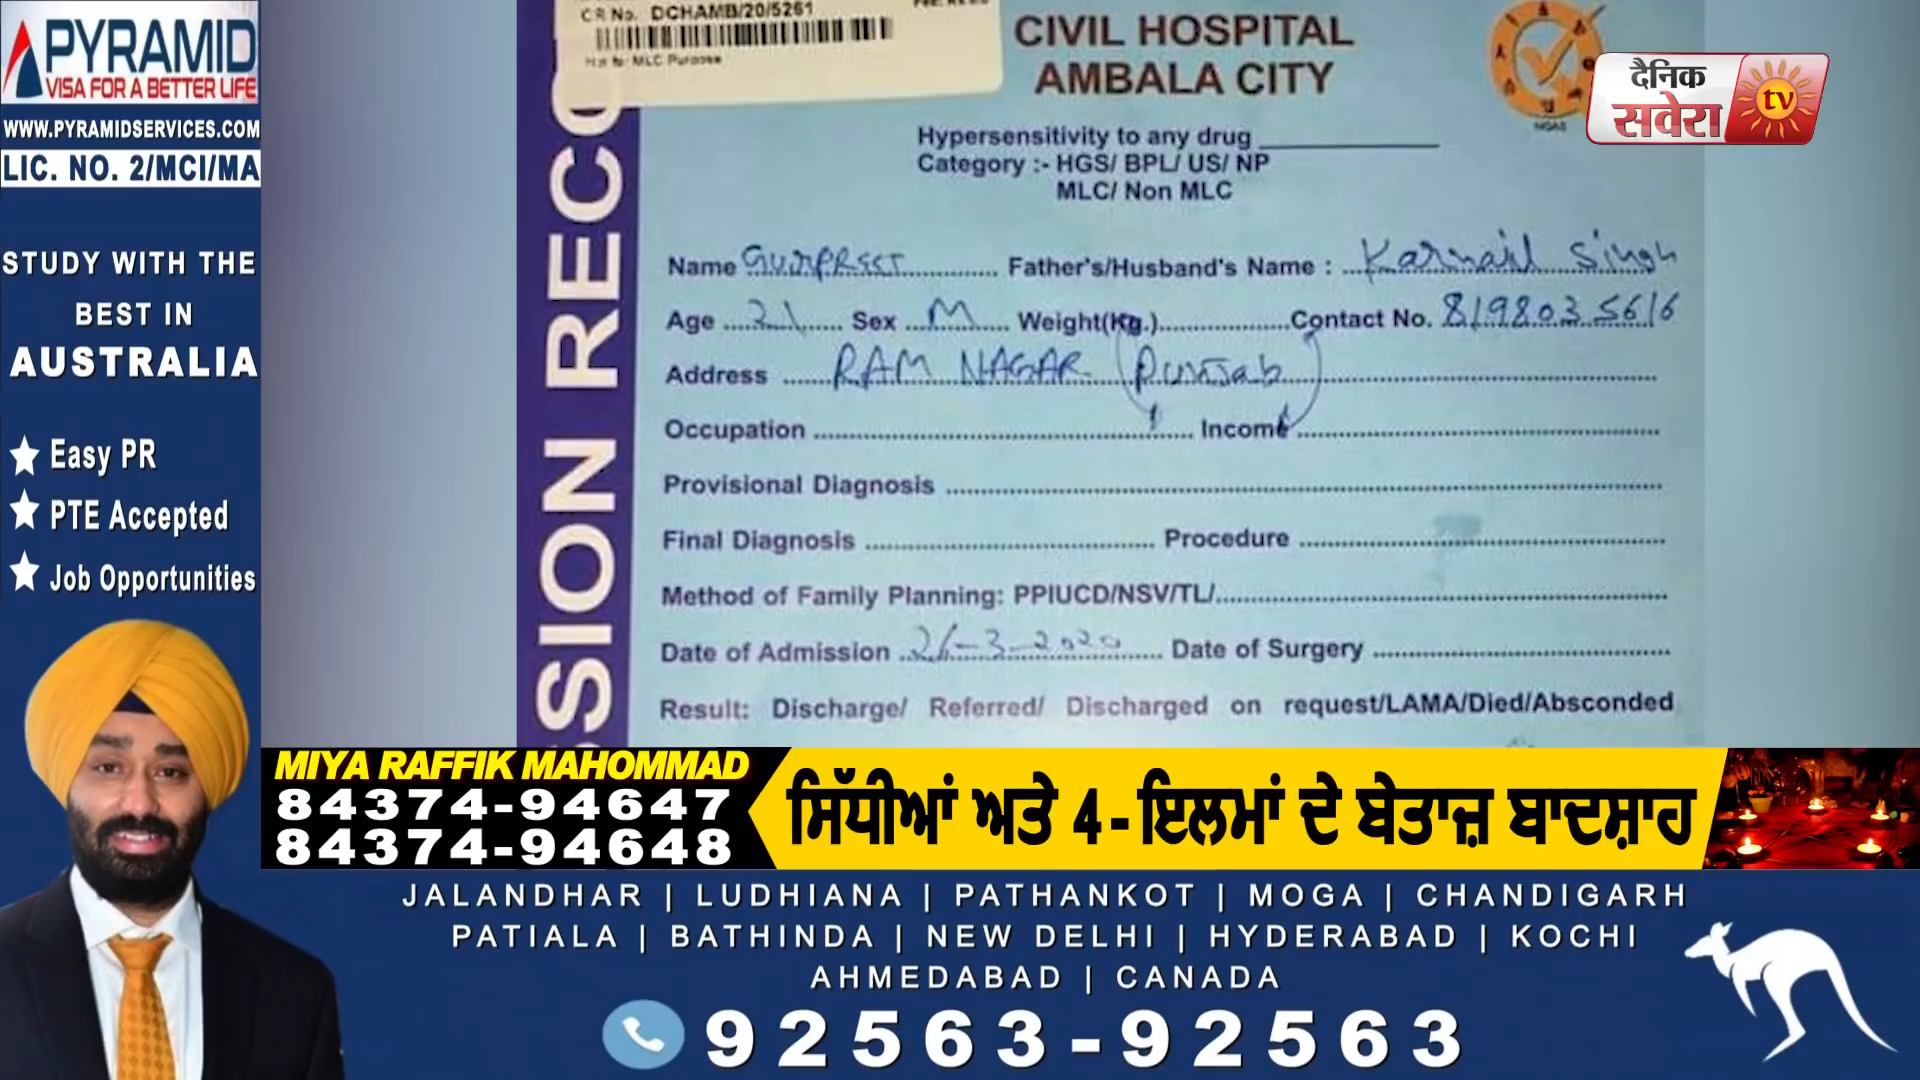 PYRAMID
VISA FOR A BETTER LIFE
WWW.PYRAMIDSERVICES.COM
LIC. NO. 2/MCI/MA
STUDY WITH THE
BEST IN
AUSTRALIA
Easy PR
PTE Accepted
Job Opportunities
CR No. DCHAMB/20/5261
MLC Purpose
SION RECO
CIVIL HOSPITAL
AMBALA CITY
NQAS
दैनिक
सवेरा
tv
Hypersensitivity to any drug
Category :- HGS/ BPL/ US/ NP
MLC/ Non MLC
Name Gurpreet Father's/Husband's Name : Karnail Singh
Age 21 Sex M Weight(Kg.) Contact No. 8198035616
Address RAM NAGAR (Punjab)
Occupation Income
Provisional Diagnosis
Final Diagnosis Procedure
Method of Family Planning: PPIUCD/NSV/TL/
Date of Admission 26-3-2020 Date of Surgery
Result: Discharge/ Referred/ Discharged on request/LAMA/Died/Absconded
MIYA RAFFIK MAHOMMAD
84374-94647
84374-94648
ਸਿੱਧੀਆਂ ਅਤੇ 4-ਇਲਮਾਂ ਦੇ ਬੇਤਾਜ਼ ਬਾਦਸ਼ਾਹ
JALANDHAR | LUDHIANA | PATHANKOT | MOGA | CHANDIGARH
PATIALA | BATHINDA | NEW DELHI | HYDERABAD | KOCHI
AHMEDABAD | CANADA
92563-92563